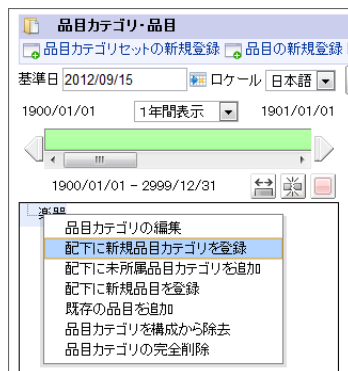 品目カテゴリ・品目
品目カテゴリセットの新規登録 品目の新規登録
基準日 2012/09/15 ロケール 日本語
1900/01/01 1年間表示 1901/01/01
1900/01/01 - 2999/12/31
楽器
品目カテゴリの編集
配下に新規品目カテゴリを登録
配下に未所属品目カテゴリを追加
配下に新規品目を登録
既存の品目を追加
品目カテゴリを構成から除去
品目カテゴリの完全削除